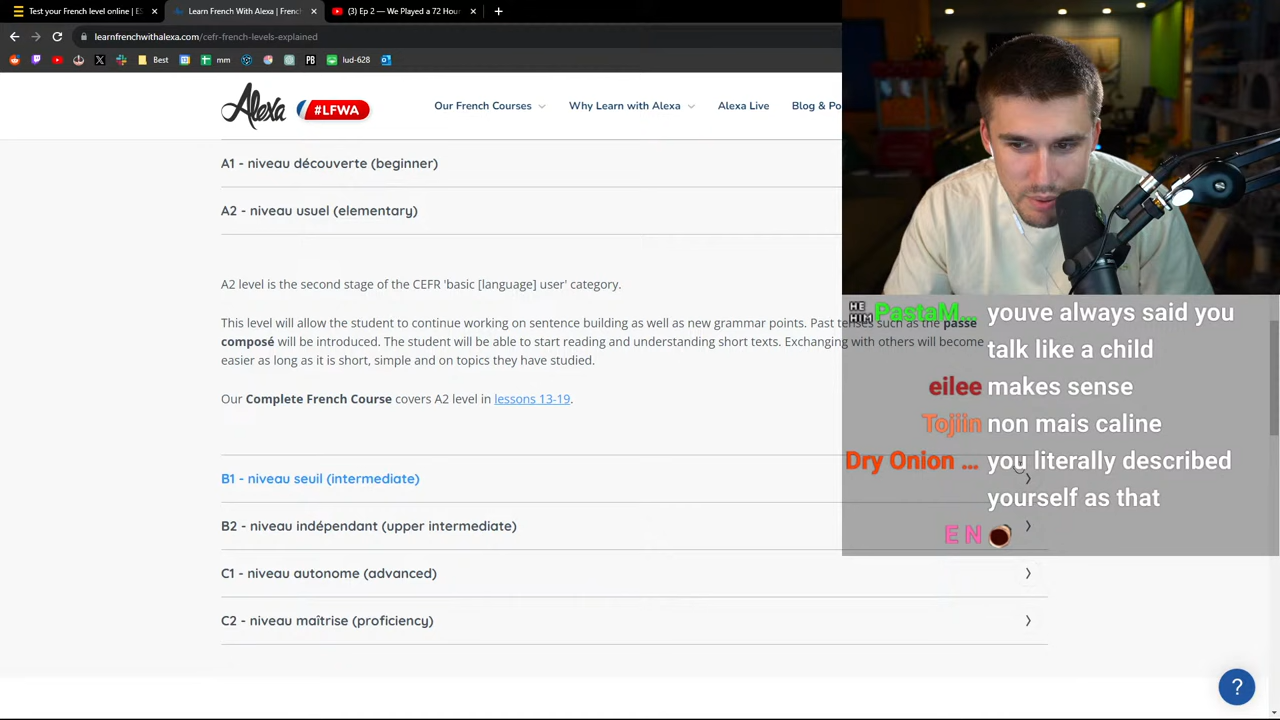 Test your French level online | E
Learn French With Alexa | Frenc
(3) Ep 2 — We Played a 72 Hour
learnfrenchwithalexa.com/cefr-french-levels-explained
Best
mm
PB
lud-628
Alexa
#LFWA
Our French Courses
Why Learn with Alexa
Alexa Live
Blog & Po
A1 - niveau découverte (beginner)
A2 - niveau usuel (elementary)
A2 level is the second stage of the CEFR 'basic [language] user' category.
This level will allow the student to continue working on sentence building as well as new grammar points. Past tenses such as the passé
composé will be introduced. The student will be able to start reading and understanding short texts. Exchanging with others will become
easier as long as it is short, simple and on topics they have studied.
Our Complete French Course covers A2 level in lessons 13-19.
B1 - niveau seuil (intermediate)
B2 - niveau indépendant (upper intermediate)
C1 - niveau autonome (advanced)
C2 - niveau maîtrise (proficiency)
HE HIM PastaM... youve always said you
talk like a child
eilee makes sense
Tojiin non mais caline
Dry Onion ... you literally described
yourself as that
E N
?